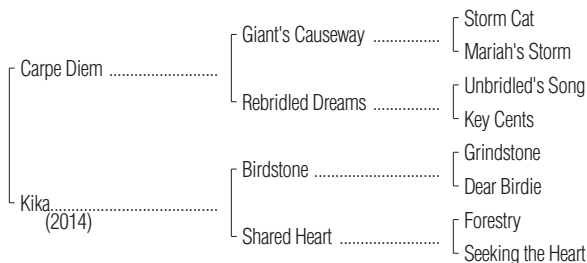 Storm Cat
Giant's Causeway ................
Mariah's Storm
Carpe Diem ..........................
Unbridled's Song
Rebridled Dreams ................
Key Cents
Grindstone
Birdstone ..............................
Dear Birdie
Kika........................................
(2014)
Forestry
Shared Heart ........................
Seeking the Heart